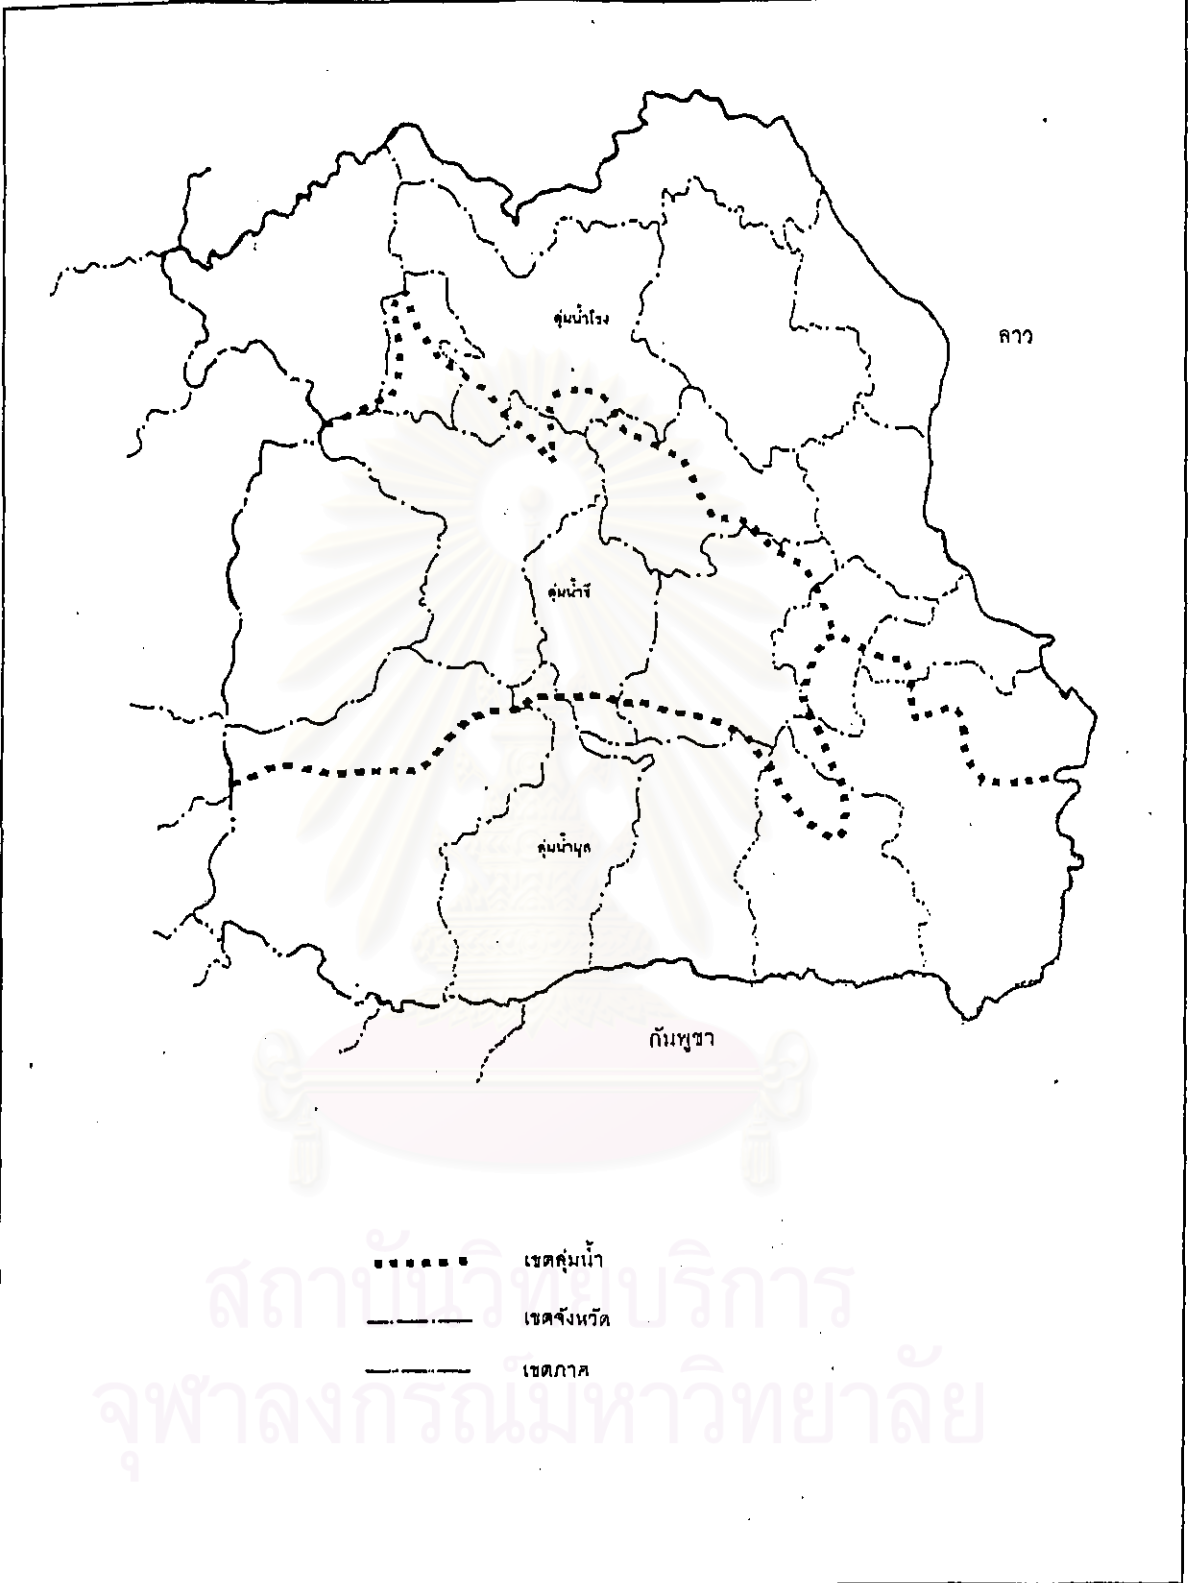 ลุ่มน้ำโขง
ลาว
ลุ่มน้ำชี
ลุ่มน้ำมูล
กัมพูชา
เขตลุ่มน้ำ
เขตจังหวัด
เขตภาค
สถาบันวิทยบริการ
จุฬาลงกรณ์มหาวิทยาลัย